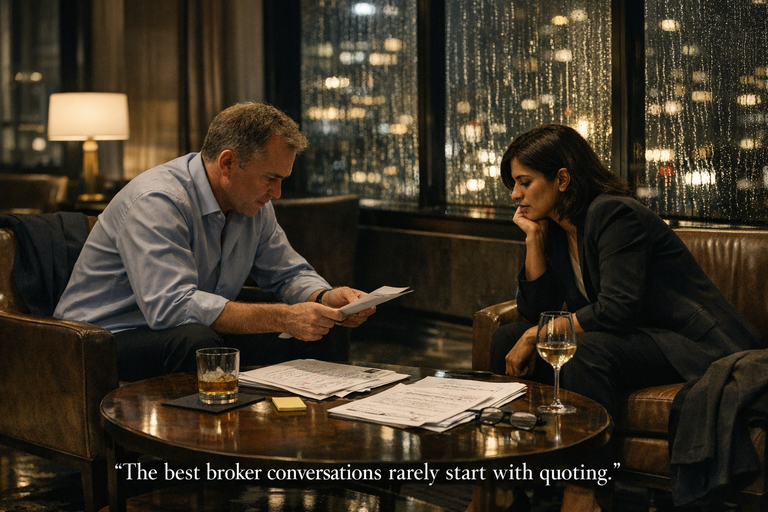 “The best broker conversations rarely start with quoting.”